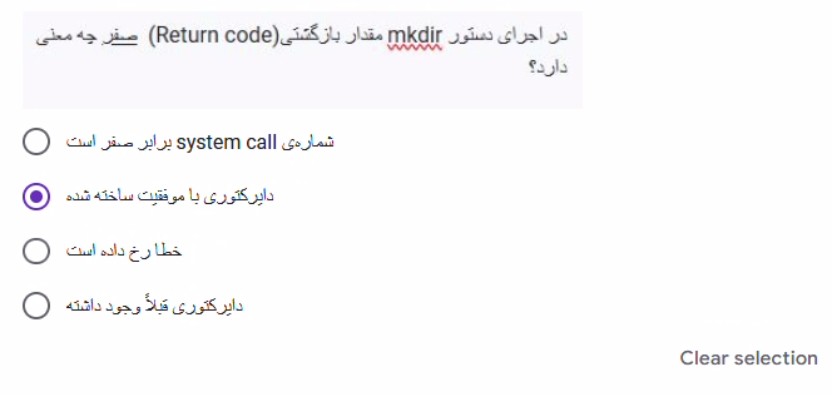 در اجرای دستور mkdir مقدار بازگشتی(Return code) صفر چه معنی
دارد؟
شماره‌ی system call برابر صفر است
دایرکتوری با موفقیت ساخته شده
خطا رخ داده است
دایرکتوری قبلاً وجود داشته
Clear selection